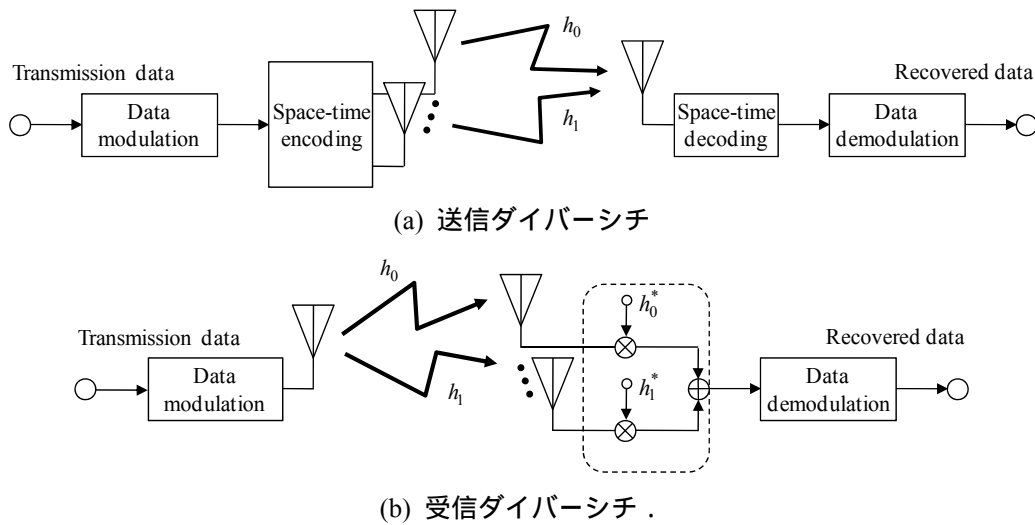 h₀
Transmission data
Recovered data
Data
modulation
Space-time
encoding
Space-time
decoding
Data
demodulation
h₁
(a) 送信ダイバーシチ
h₀
h₀*
Transmission data
Recovered data
Data
modulation
h₁
h₁*
Data
demodulation
(b) 受信ダイバーシチ .